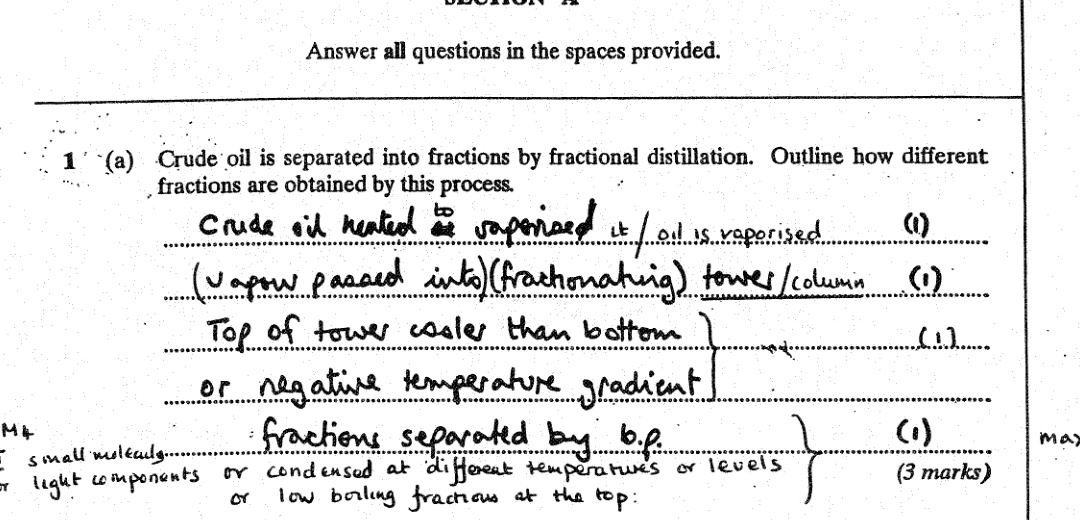 SECTION A
Answer all questions in the spaces provided.
1 (a) Crude oil is separated into fractions by fractional distillation. Outline how different
fractions are obtained by this process.
Crude oil heated to vaporised it / oil is vaporised (1)
(vapour passed into) (fractionating) tower/column (1)
Top of tower cooler than bottom (1)
or negative temperature gradient
M4 fractions separated by b.p. (1) max
small molecules or condensed at different temperatures or levels (3 marks)
or light components or low boiling fractions at the top: